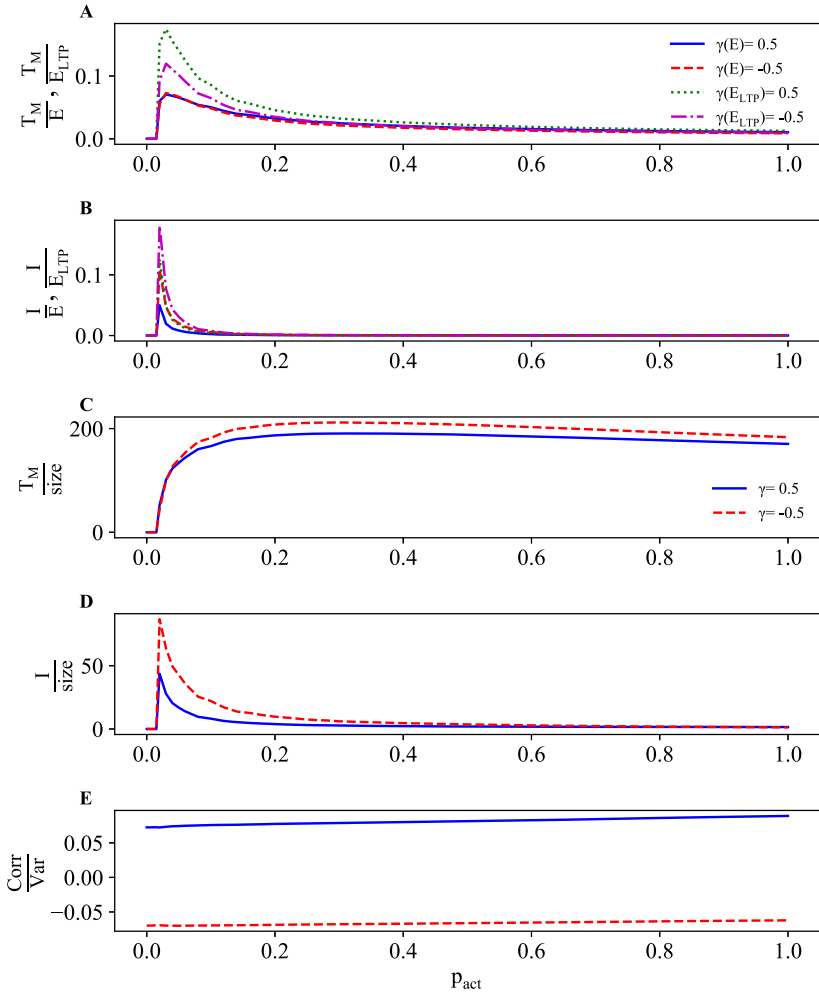 A
T_M/E , T_M/E_LTP
0.1
0.0
γ(E)= 0.5
γ(E)= -0.5
γ(E_LTP)= 0.5
γ(E_LTP)= -0.5
0.0 0.2 0.4 0.6 0.8 1.0
B
I/E , I/E_LTP
0.1
0.0
0.0 0.2 0.4 0.6 0.8 1.0
C
T_M/size
200
100
0
γ= 0.5
γ= -0.5
0.0 0.2 0.4 0.6 0.8 1.0
D
I/size
50
0
0.0 0.2 0.4 0.6 0.8 1.0
E
Corr/Var
0.05
0.00
−0.05
0.0 0.2 0.4 0.6 0.8 1.0
p_act